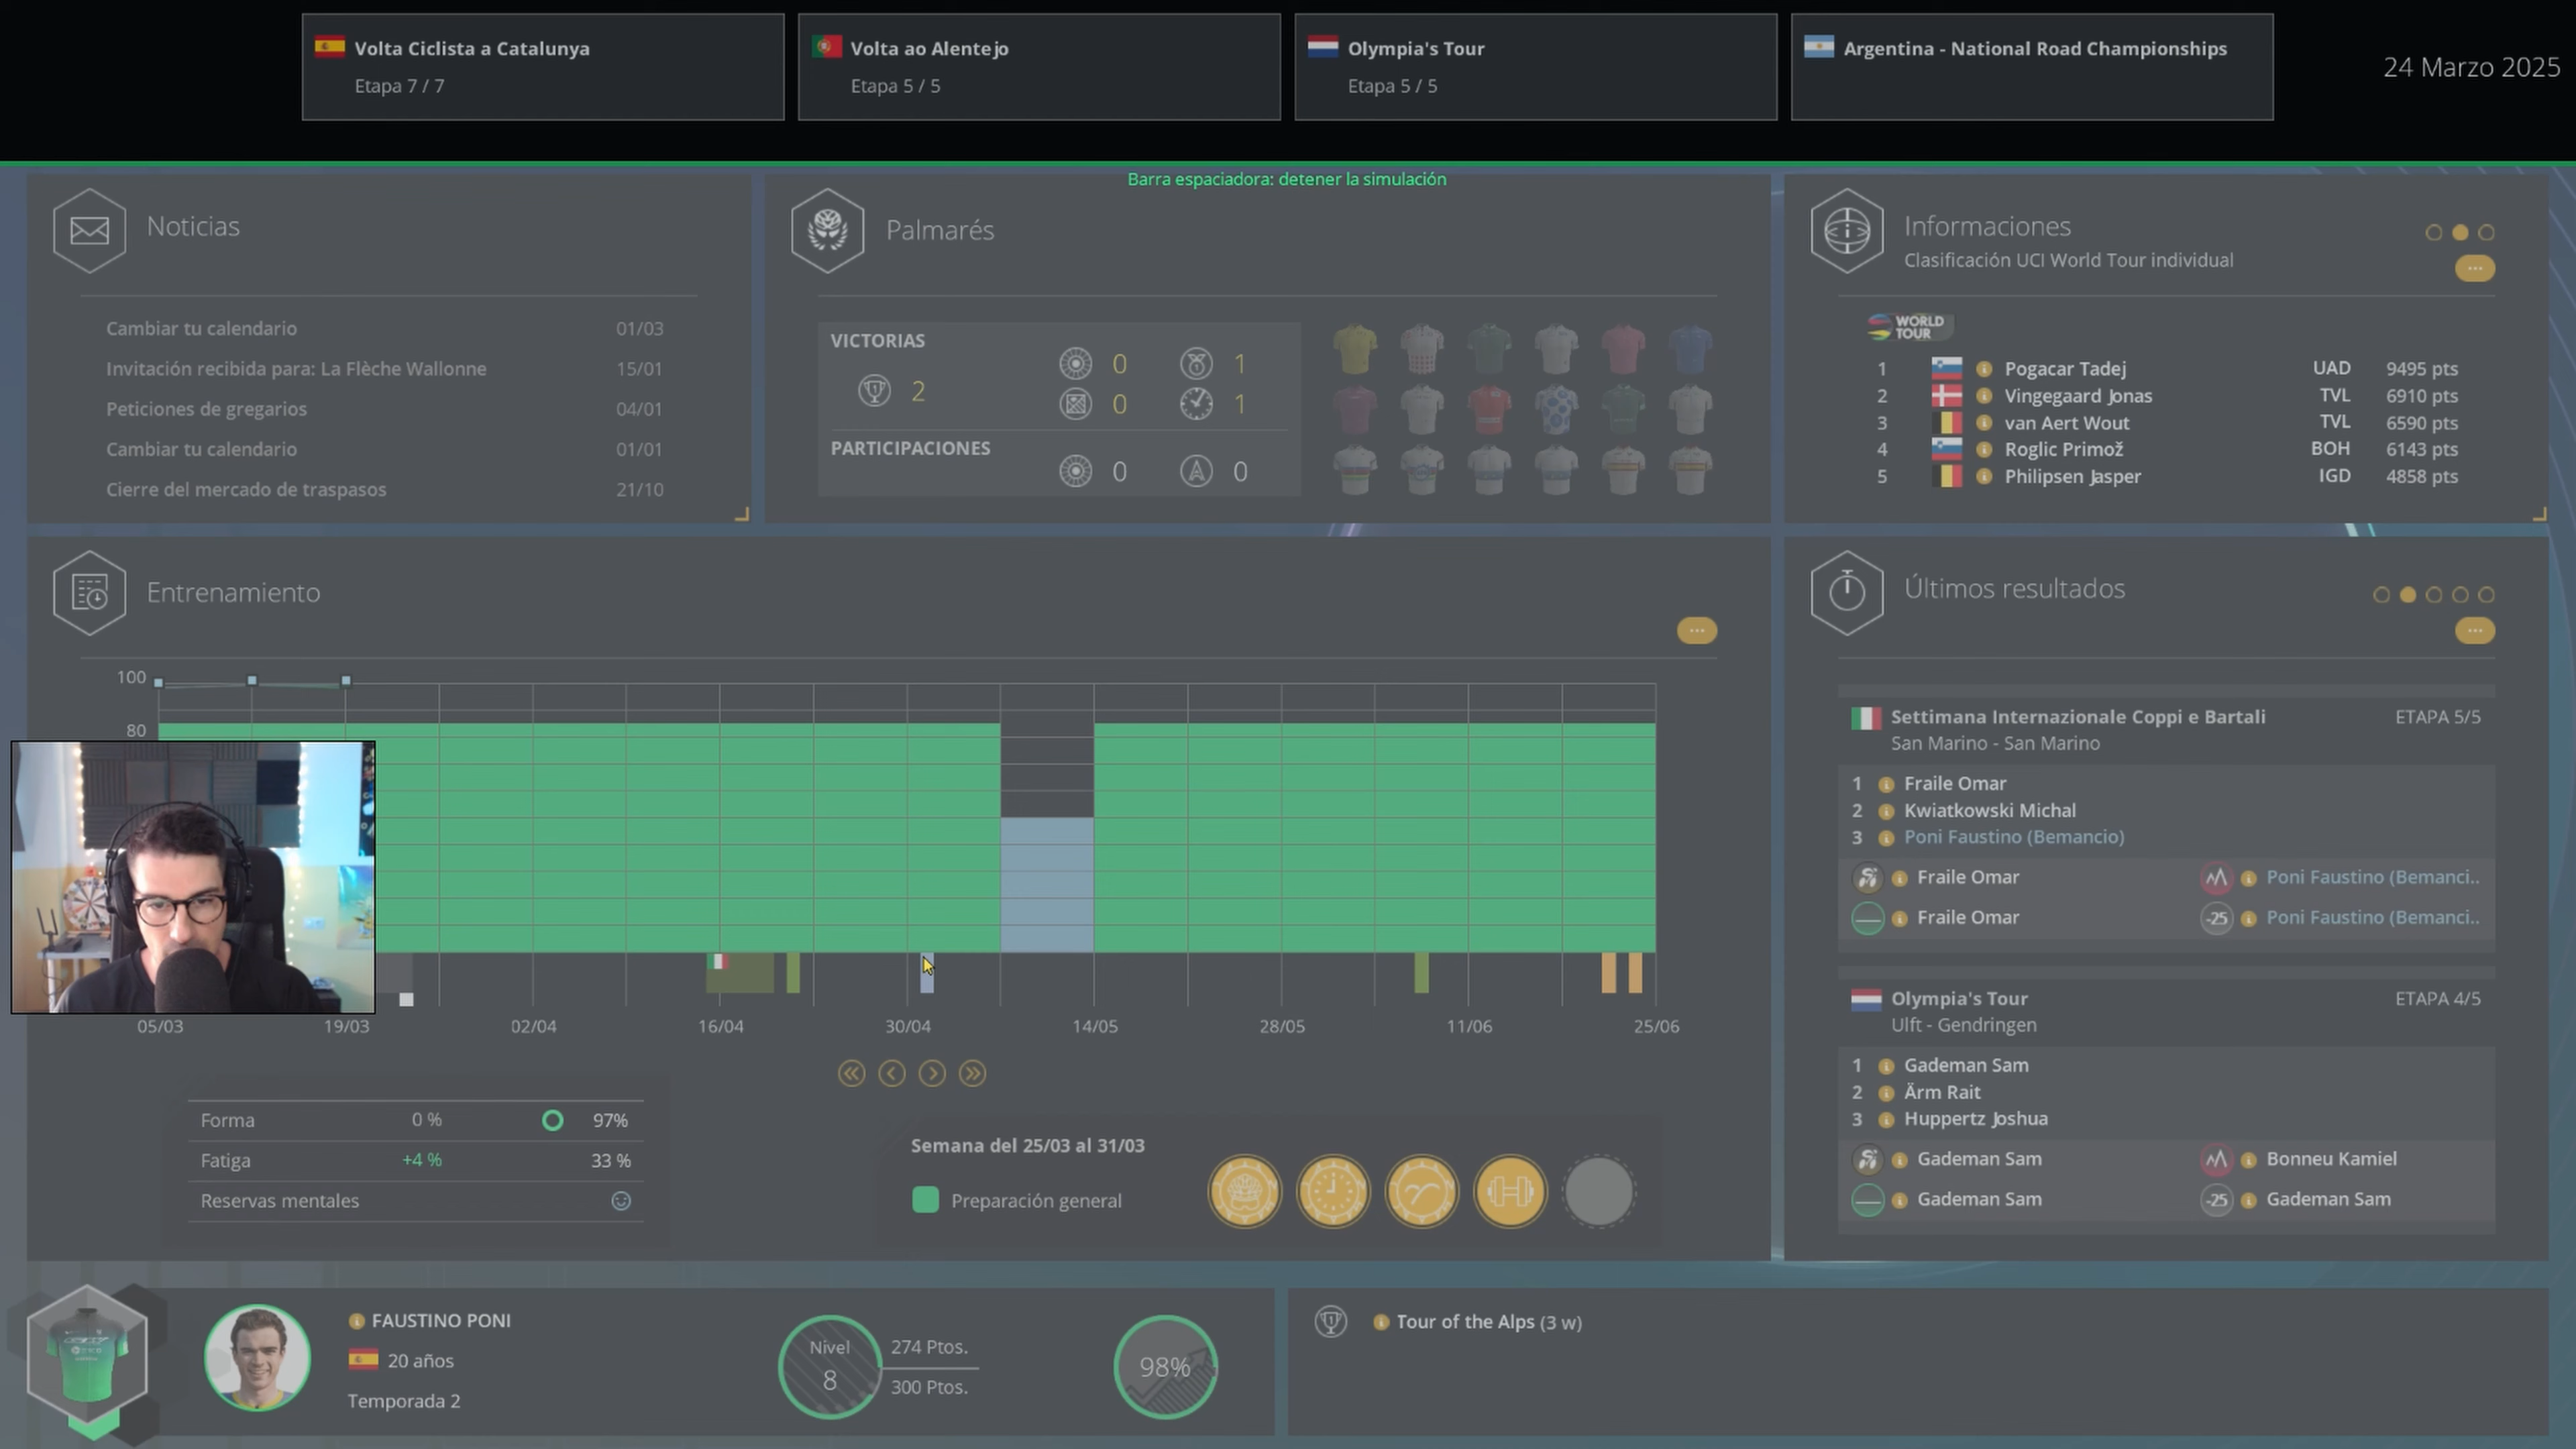 Volta Ciclista a Catalunya
Etapa 7 / 7
Volta ao Alentejo
Etapa 5 / 5
Olympia's Tour
Etapa 5 / 5
Argentina - National Road Championships
24 Marzo 2025
Barra espaciadora: detener la simulación
Noticias
Cambiar tu calendario 01/03
Invitación recibida para: La Flèche Wallonne 15/01
Peticiones de gregarios 04/01
Cambiar tu calendario 01/01
Cierre del mercado de traspasos 21/10
Palmarés
VICTORIAS
2
0 1
0 1
PARTICIPACIONES
0 0
Informaciones
Clasificación UCI World Tour individual
WORLD TOUR
1 Pogacar Tadej UAD 9495 pts
2 Vingegaard Jonas TVL 6910 pts
3 van Aert Wout TVL 6590 pts
4 Roglic Primož BOH 6143 pts
5 Philipsen Jasper IGD 4858 pts
Entrenamiento
100
80
05/03 19/03 02/04 16/04 30/04 14/05 28/05 11/06 25/06
Forma 0 % 97%
Fatiga +4 % 33 %
Reservas mentales
Semana del 25/03 al 31/03
Preparación general
Últimos resultados
Settimana Internazionale Coppi e Bartali ETAPA 5/5
San Marino - San Marino
1 Fraile Omar
2 Kwiatkowski Michal
3 Poni Faustino (Bemancio)
Fraile Omar Poni Faustino (Bemanci..
Fraile Omar -25 Poni Faustino (Bemanci..
Olympia's Tour ETAPA 4/5
Ulft - Gendringen
1 Gademan Sam
2 Ärm Rait
3 Huppertz Joshua
Gademan Sam Bonneu Kamiel
Gademan Sam -25 Gademan Sam
FAUSTINO PONI
20 años
Temporada 2
Nivel
8
274 Ptos.
300 Ptos.
98%
Tour of the Alps (3 w)